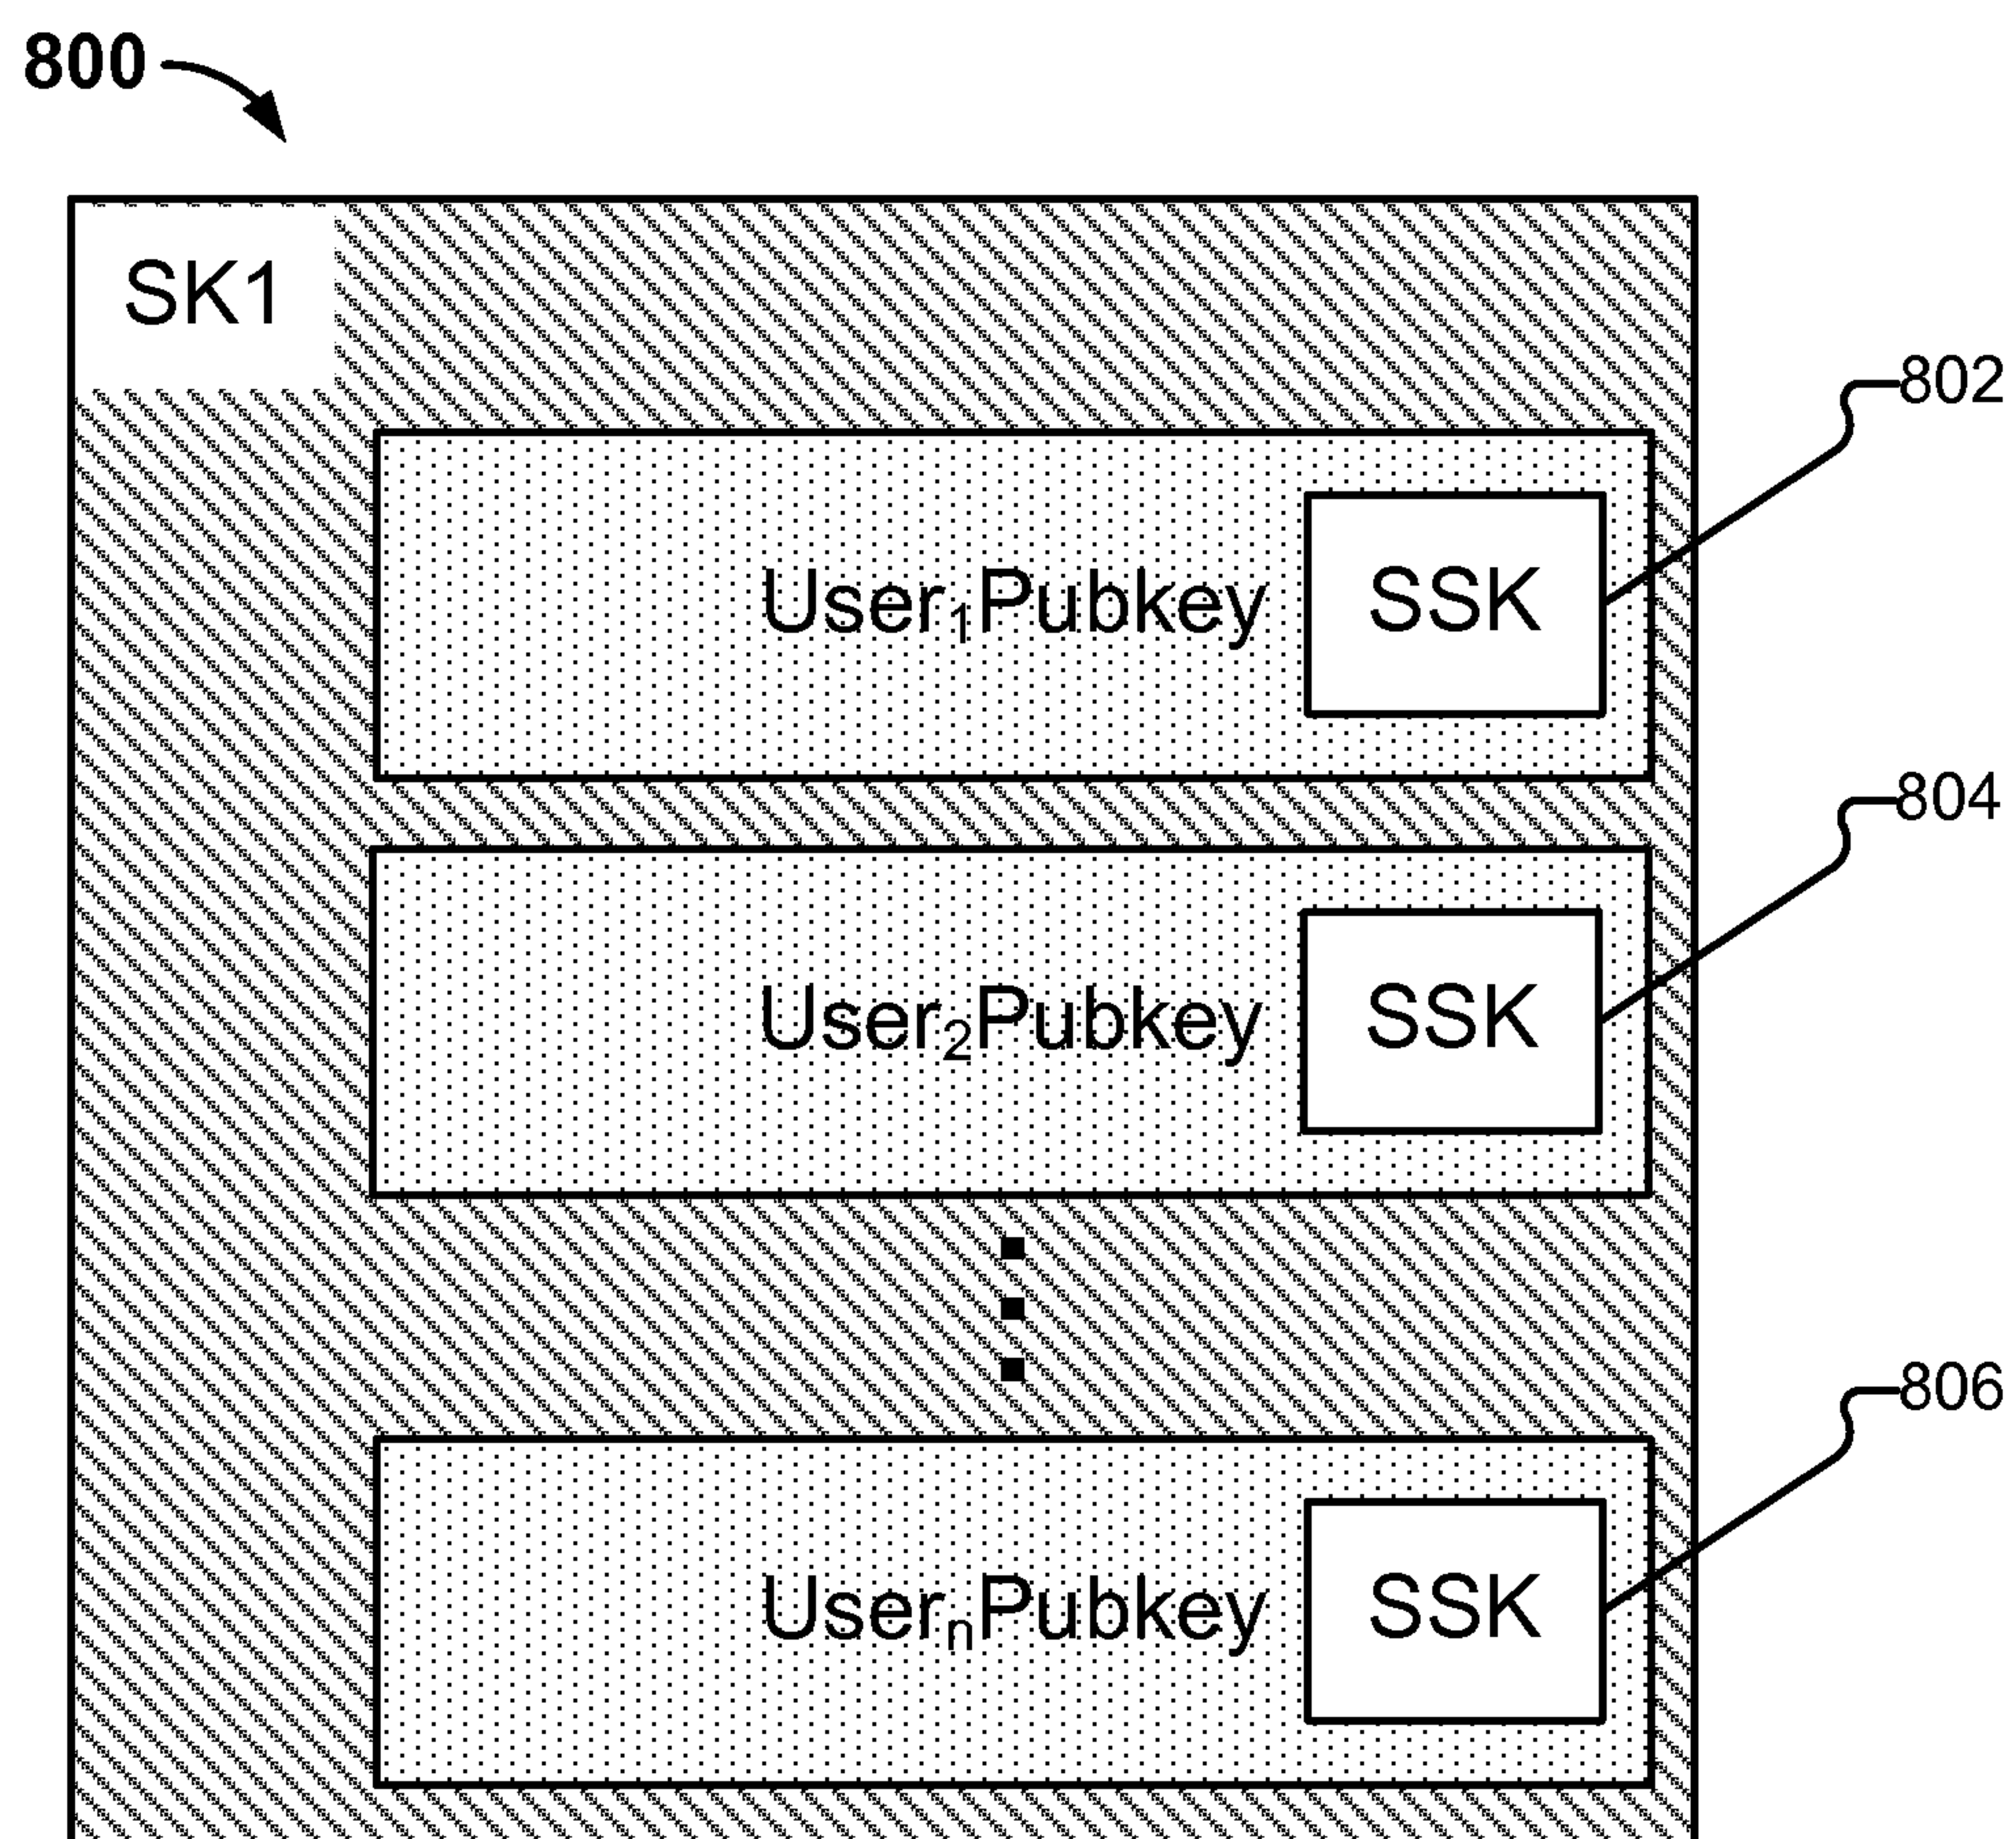 800
SK1
802
User₁Pubkey SSK
804
User₂Pubkey SSK
806
UserₙPubkey SSK